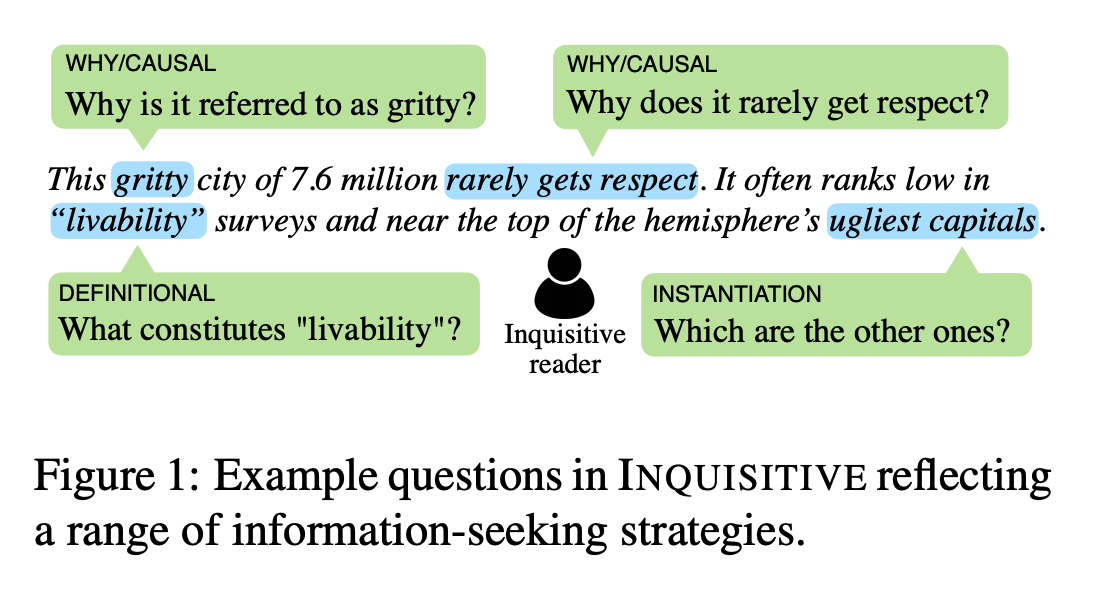 WHY/CAUSAL
Why is it referred to as gritty?
WHY/CAUSAL
Why does it rarely get respect?
This gritty city of 7.6 million rarely gets respect. It often ranks low in
“livability” surveys and near the top of the hemisphere’s ugliest capitals.
DEFINITIONAL
What constitutes "livability"?
Inquisitive
reader
INSTANTIATION
Which are the other ones?
Figure 1: Example questions in INQUISITIVE reflecting
a range of information-seeking strategies.